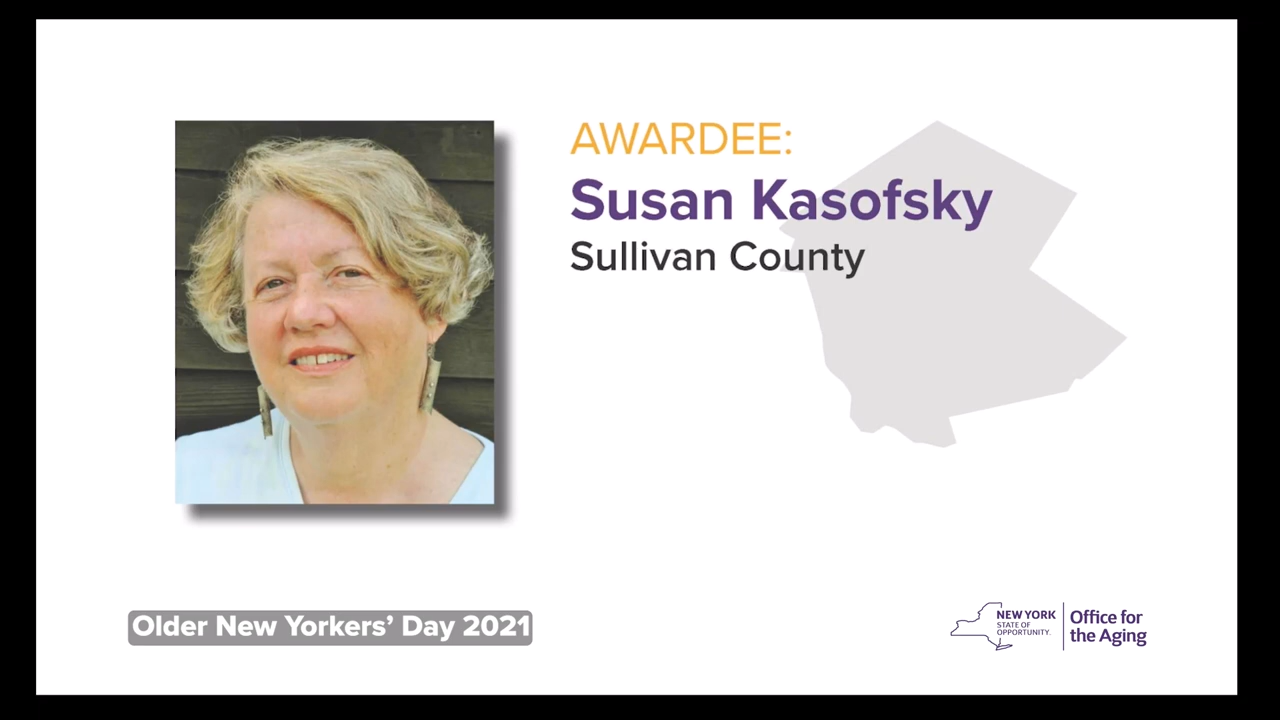 AWARDEE:
Susan Kasofsky
Sullivan County
Older New Yorkers’ Day 2021
NEW YORK
STATE OF
OPPORTUNITY.
Office for
the Aging